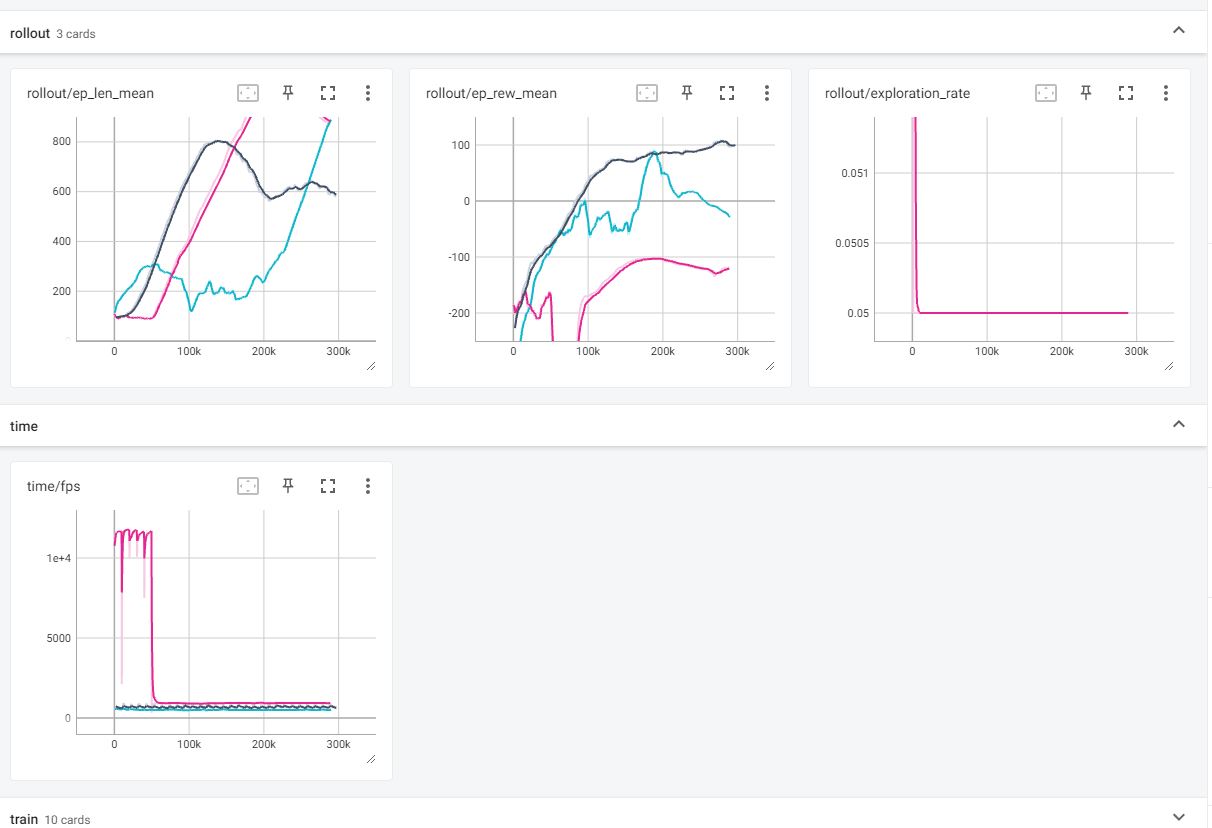 rollout 3 cards
rollout/ep_len_mean
800
600
400
200
0
100k
200k
300k
rollout/ep_rew_mean
100
0
-100
-200
0
100k
200k
300k
rollout/exploration_rate
0.051
0.0505
0.05
0
100k
200k
300k
time
time/fps
1e+4
5000
0
0
100k
200k
300k
train 10 cards